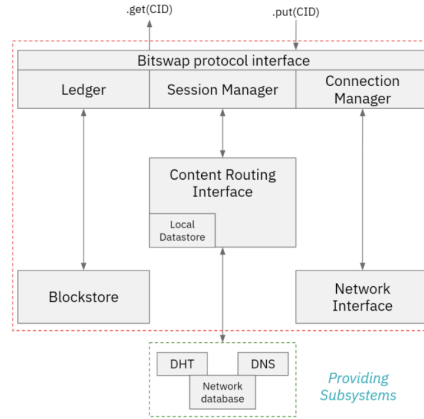 .get(CID)
.put(CID)
Bitswap protocol interface
Ledger
Session Manager
Connection
Manager
Content Routing
Interface
Local
Datastore
Blockstore
Network
Interface
DHT
DNS
Network
database
Providing
Subsystems